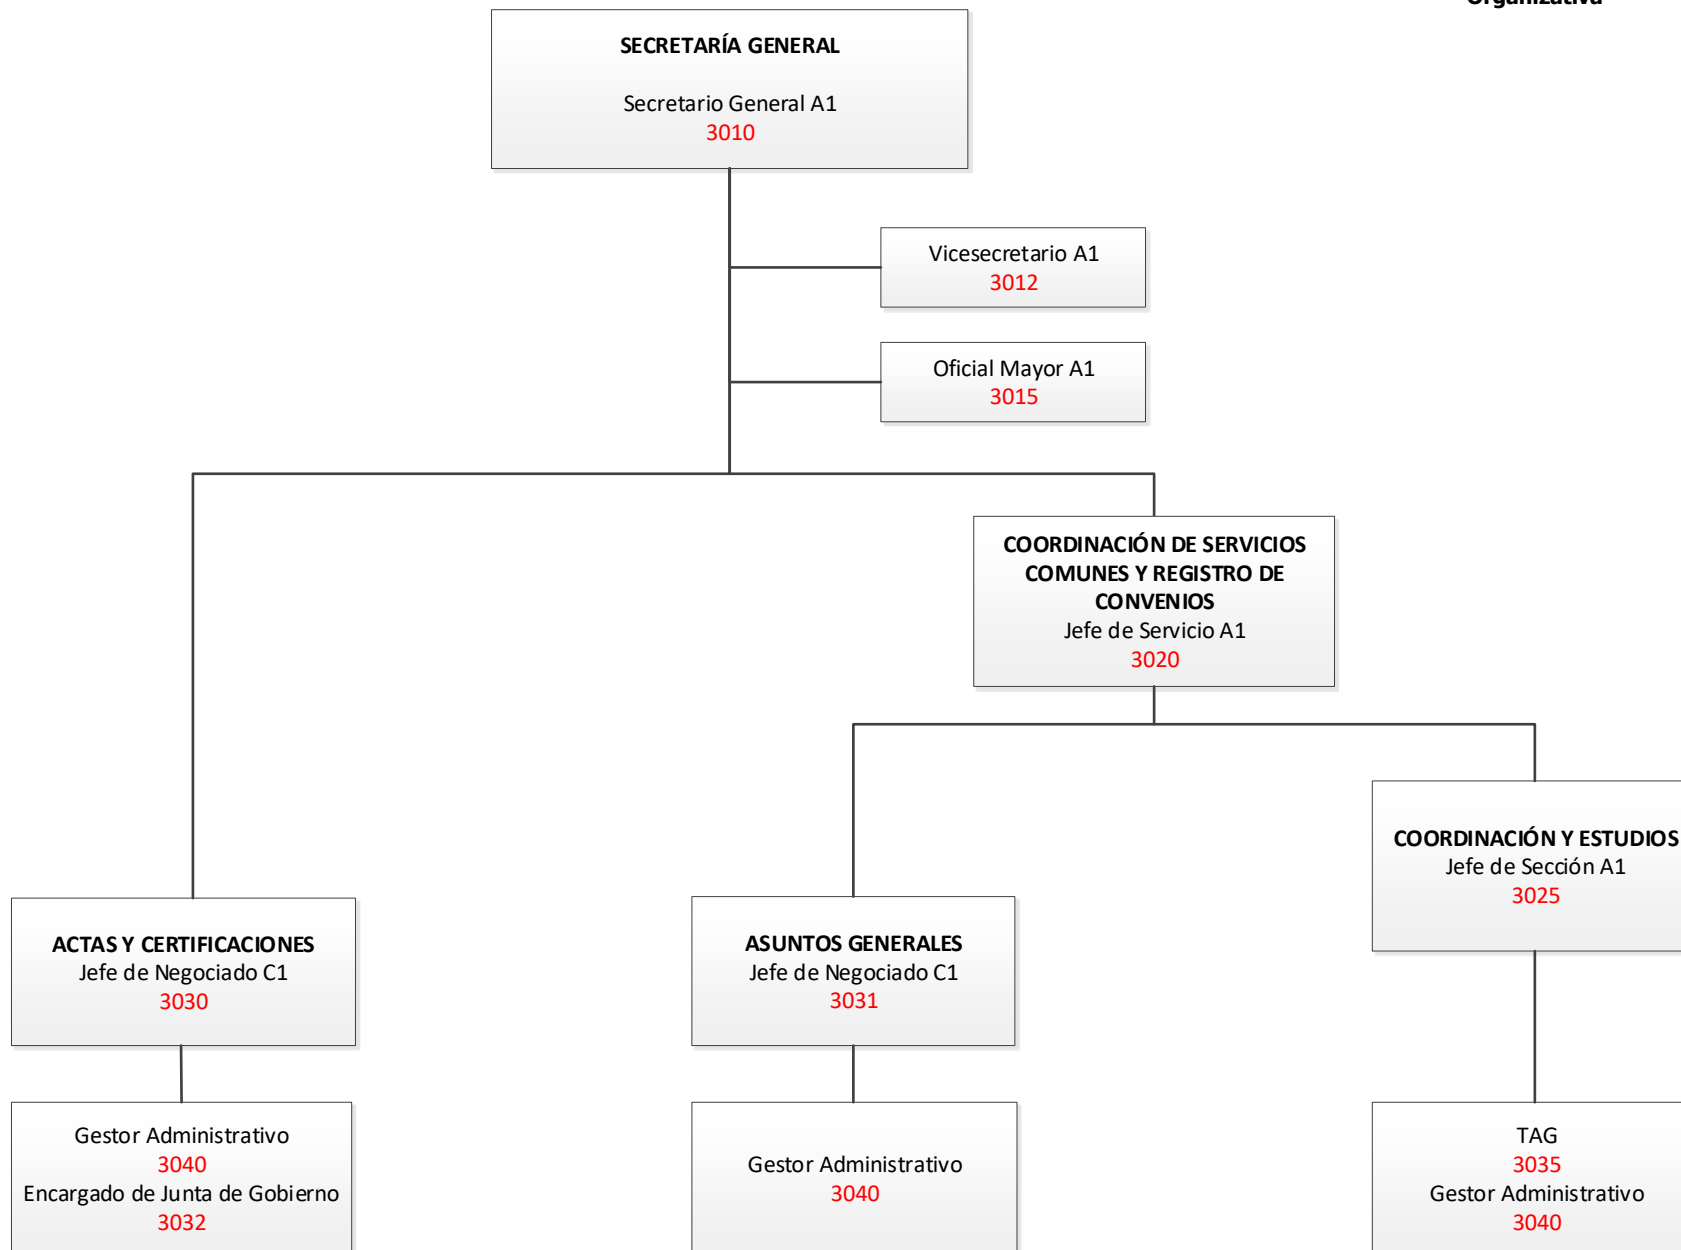 Organizativa
SECRETARÍA GENERAL
Secretario General A1
3010
Vicesecretario A1
3012
Oficial Mayor A1
3015
COORDINACIÓN DE SERVICIOS
COMUNES Y REGISTRO DE
CONVENIOS
Jefe de Servicio A1
3020
COORDINACIÓN Y ESTUDIOS
Jefe de Sección A1
3025
ACTAS Y CERTIFICACIONES
Jefe de Negociado C1
3030
ASUNTOS GENERALES
Jefe de Negociado C1
3031
Gestor Administrativo
3040
Encargado de Junta de Gobierno
3032
Gestor Administrativo
3040
TAG
3035
Gestor Administrativo
3040